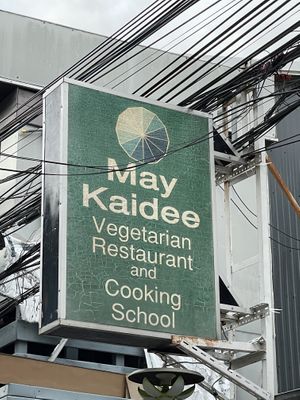 May
Kaidee
Vegetarian
Restaurant
and
Cooking
School